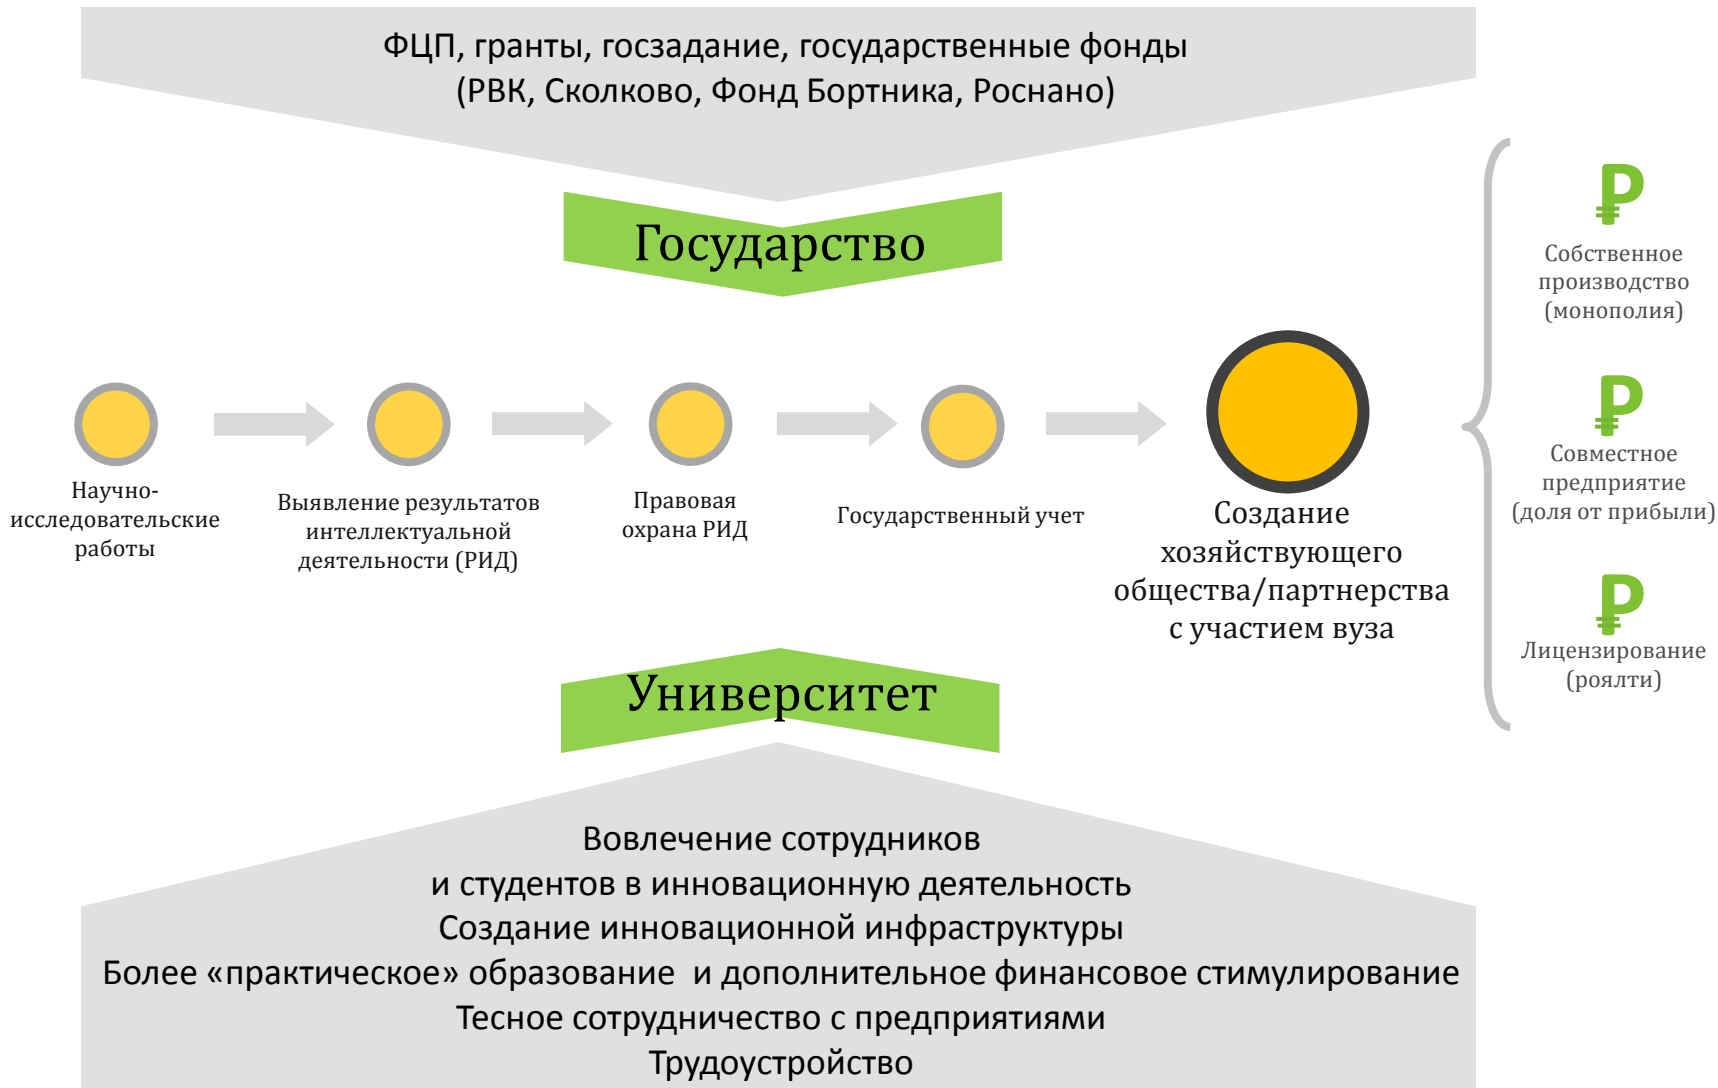 ФЦП, гранты, госзадание, государственные фонды
(РВК, Сколково, Фонд Бортника, Роснано)
Государство
Научно-
исследовательские
работы
Выявление результатов
интеллектуальной
деятельности (РИД)
Правовая
охрана РИД
Государственный учет
Создание
хозяйствующего
общества/партнерства
с участием вуза
₽
Собственное
производство
(монополия)
₽
Совместное
предприятие
(доля от прибыли)
₽
Лицензирование
(роялти)
Университет
Вовлечение сотрудников
и студентов в инновационную деятельность
Создание инновационной инфраструктуры
Более «практическое» образование  и дополнительное финансовое стимулирование
Тесное сотрудничество с предприятиями
Трудоустройство